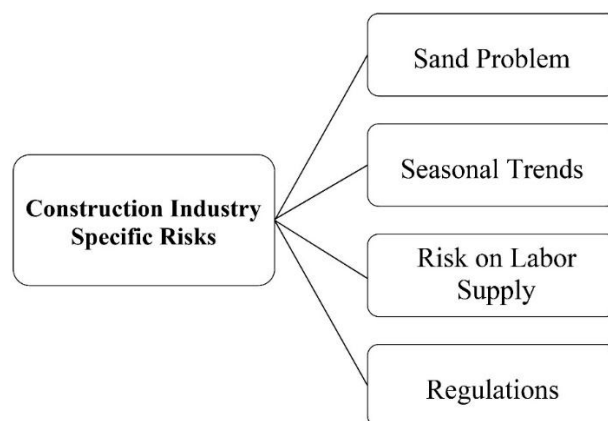 Sand Problem
Seasonal Trends
Construction Industry
Specific Risks
Risk on Labor
Supply
Regulations